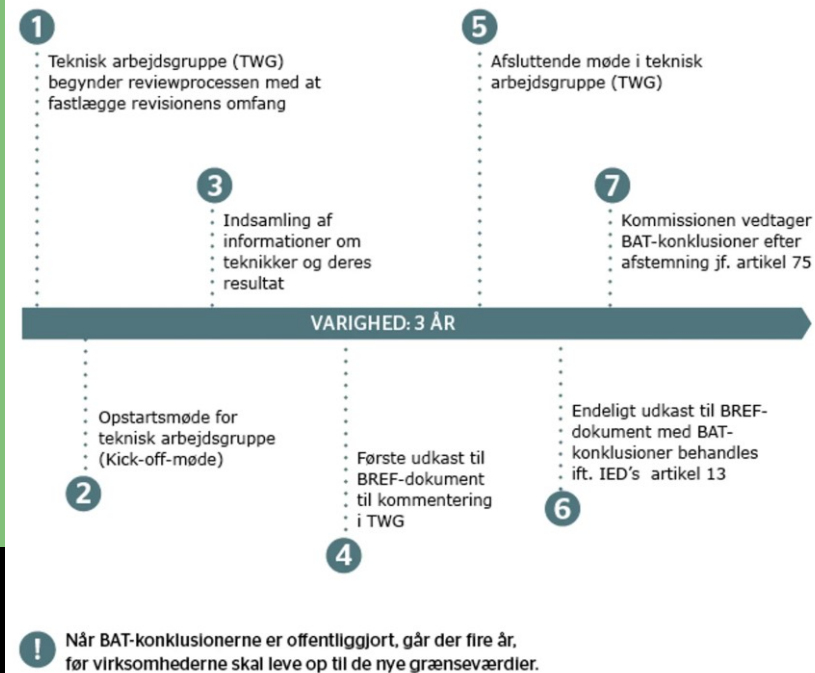 1
Teknisk arbejdsgruppe (TWG)
begynder reviewprocessen med at
fastlægge revisionens omfang
5
Afsluttende møde i teknisk
arbejdsgruppe (TWG)
3
Indsamling af
informationer om
teknikker og deres
resultat
7
Kommissionen vedtager
BAT-konklusioner efter
afstemning jf. artikel 75
VARIGHED: 3 ÅR
Opstartsmøde for
teknisk arbejdsgruppe
(Kick-off-møde)
2
Første udkast til
BREF-dokument
til kommentering
i TWG
4
Endeligt udkast til BREF-
dokument med BAT-
konklusioner behandles
ift. IED's artikel 13
6
! Når BAT-konklusionerne er offentliggjort, går der fire år,
før virksomhederne skal leve op til de nye grænseværdier.